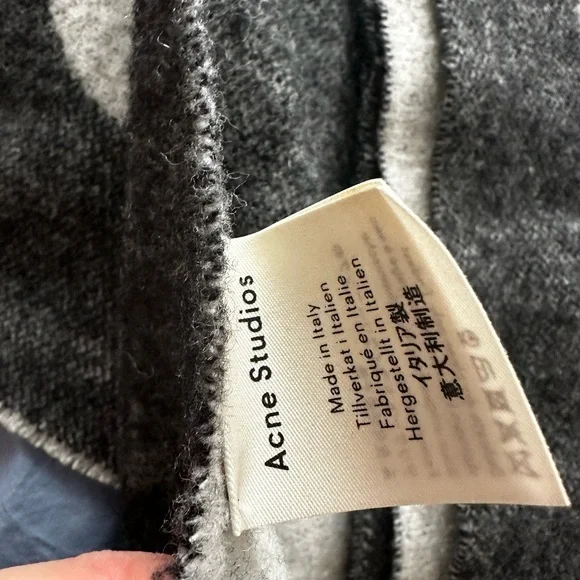 Acne Studios
Made in Italy
Tillverkat i Italien
Fabriqué en Italie
Hergestellt in Italien
イタリア製
意大利制造